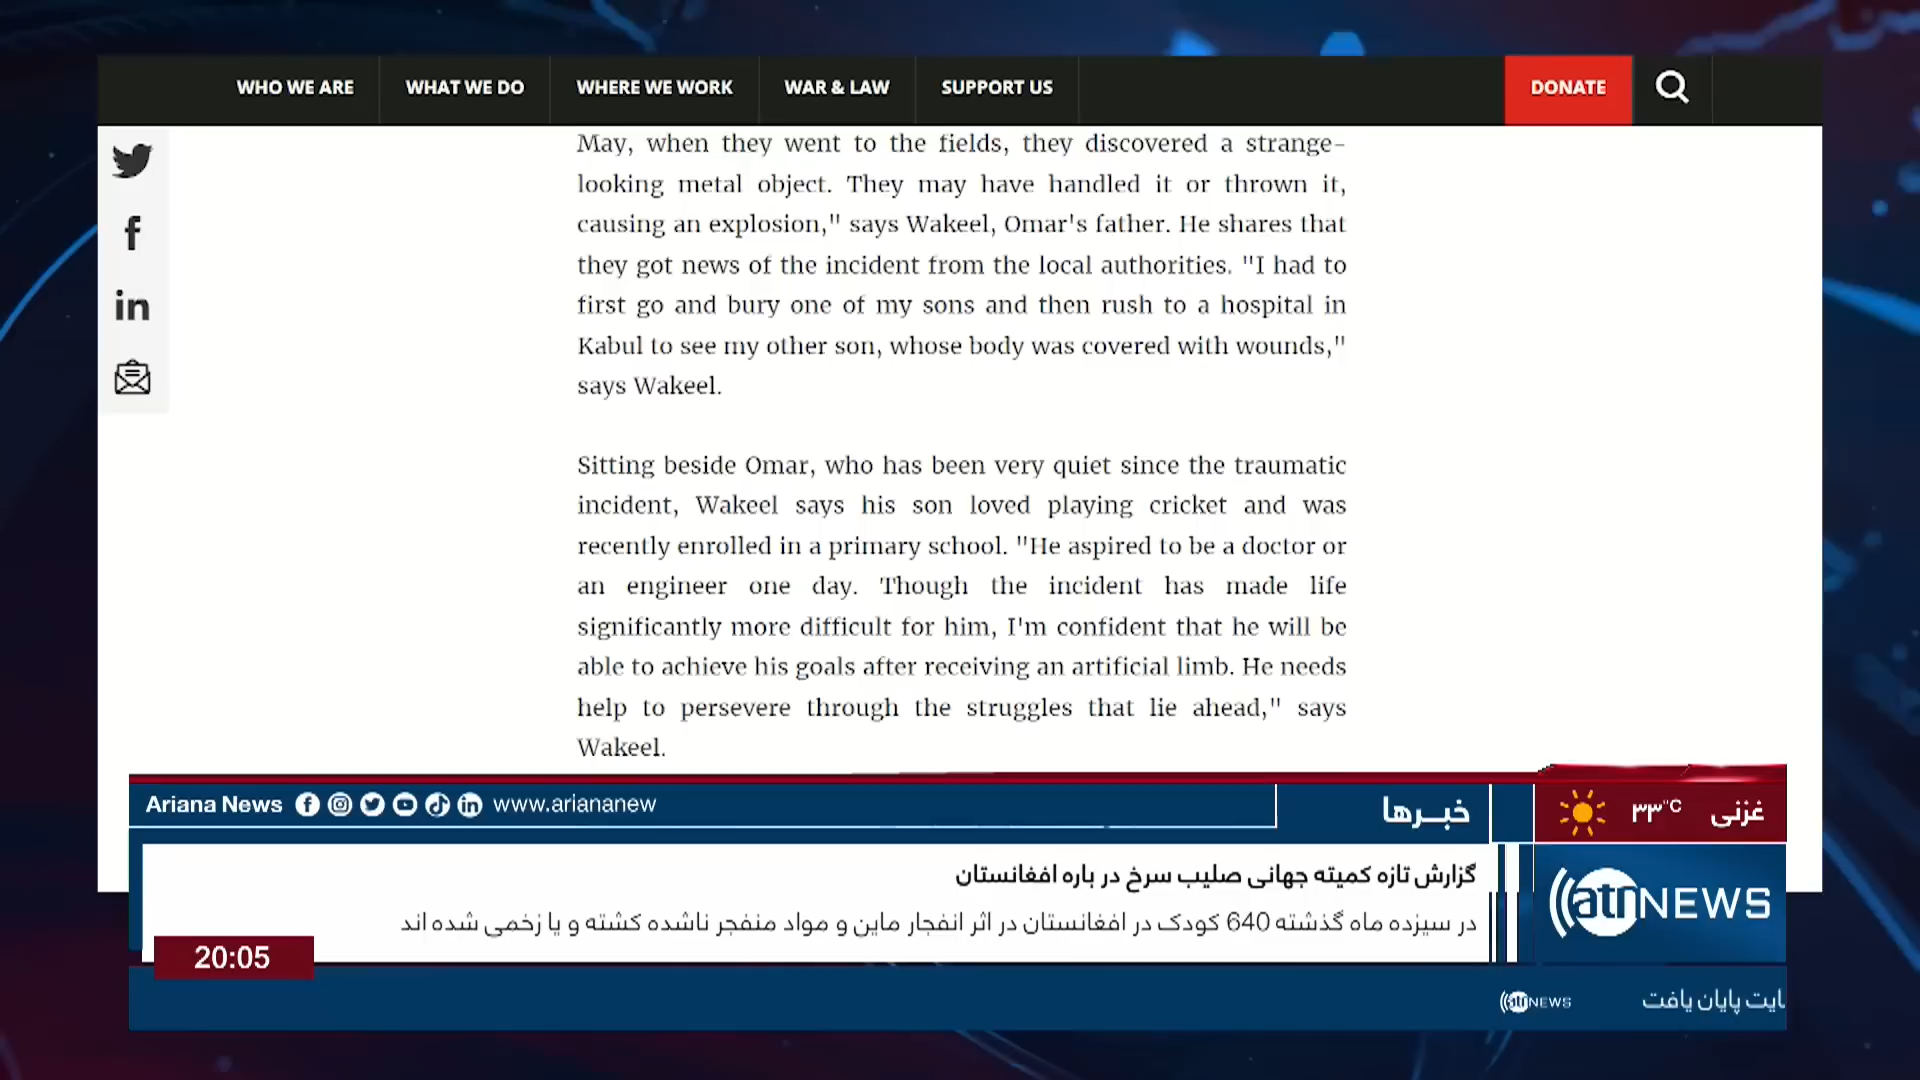 WHO WE ARE WHAT WE DO WHERE WE WORK WAR & LAW SUPPORT US DONATE
May, when they went to the fields, they discovered a strange-
looking metal object. They may have handled it or thrown it,
causing an explosion," says Wakeel, Omar's father. He shares that
they got news of the incident from the local authorities. "I had to
first go and bury one of my sons and then rush to a hospital in
Kabul to see my other son, whose body was covered with wounds,"
says Wakeel.
Sitting beside Omar, who has been very quiet since the traumatic
incident, Wakeel says his son loved playing cricket and was
recently enrolled in a primary school. "He aspired to be a doctor or
an engineer one day. Though the incident has made life
significantly more difficult for him, I'm confident that he will be
able to achieve his goals after receiving an artificial limb. He needs
help to persevere through the struggles that lie ahead," says
Wakeel.
Ariana News www.ariananew
خبرها
غزنی ۳۳°C
گزارش تازه کمیته جهانی صلیب سرخ در باره افغانستان
در سیزده ماه گذشته 640 کودک در افغانستان در اثر انفجار ماین و مواد منفجر ناشده کشته و یا زخمی شده اند
atn NEWS
20:05
ایت پایان یافت
atn NEWS